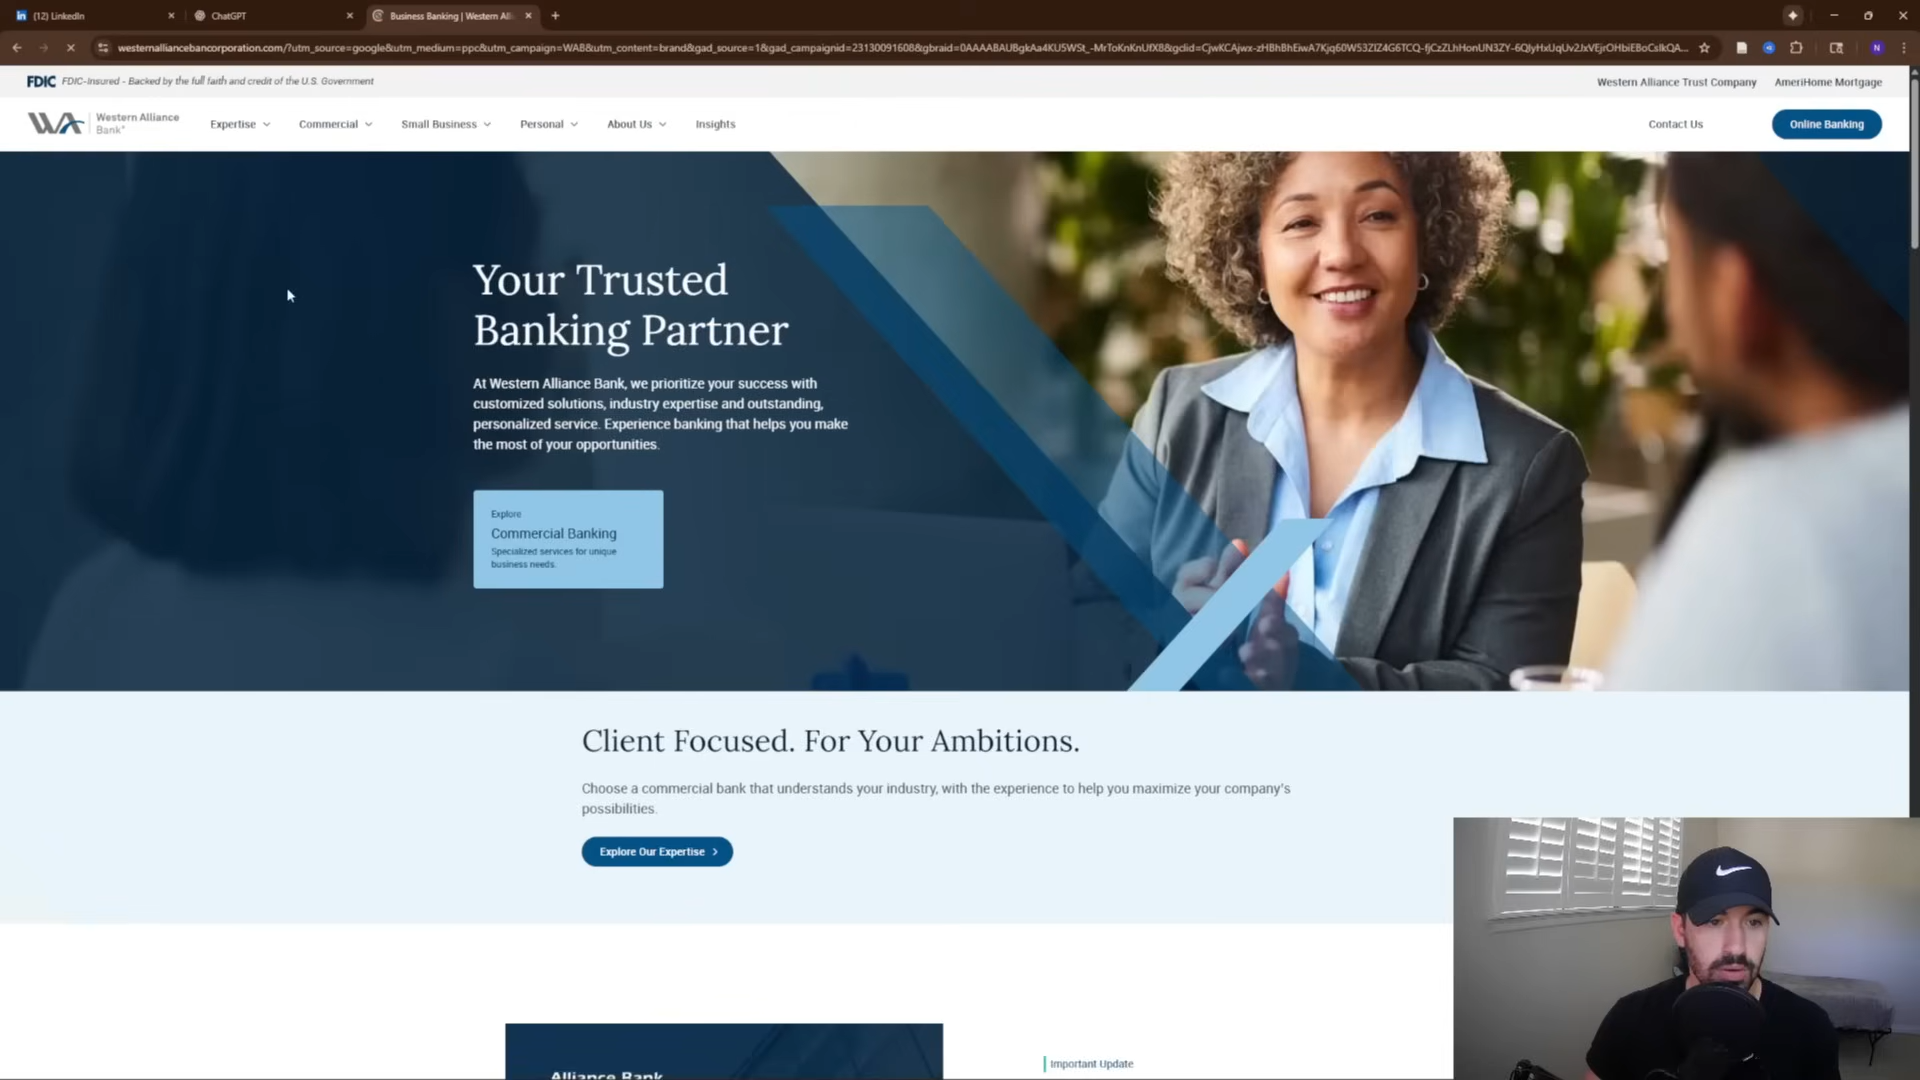 (12) LinkedIn
ChatGPT
Business Banking | Western Alli
FDIC FDIC-Insured - Backed by the full faith and credit of the U.S. Government
Western Alliance Trust Company
AmeriHome Mortgage
WA Western Alliance
Bank®
Expertise
Commercial
Small Business
Personal
About Us
Insights
Contact Us
Online Banking
Your Trusted
Banking Partner
At Western Alliance Bank, we prioritize your success with
customized solutions, industry expertise and outstanding,
personalized service. Experience banking that helps you make
the most of your opportunities.
Explore
Commercial Banking
Specialized services for unique
business needs.
Client Focused. For Your Ambitions.
Choose a commercial bank that understands your industry, with the experience to help you maximize your company's
possibilities.
Explore Our Expertise
Alliance Bank
Important Update